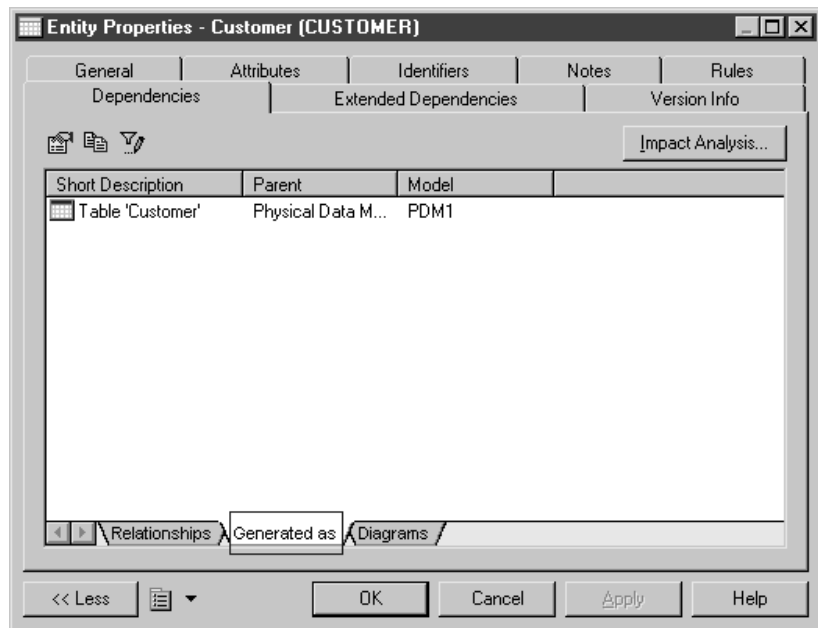 Entity Properties - Customer (CUSTOMER)
General Attributes Identifiers Notes Rules
Dependencies Extended Dependencies Version Info
Impact Analysis...
Short Description Parent Model
Table 'Customer' Physical Data M... PDM1
Relationships Generated as Diagrams
<< Less OK Cancel Apply Help